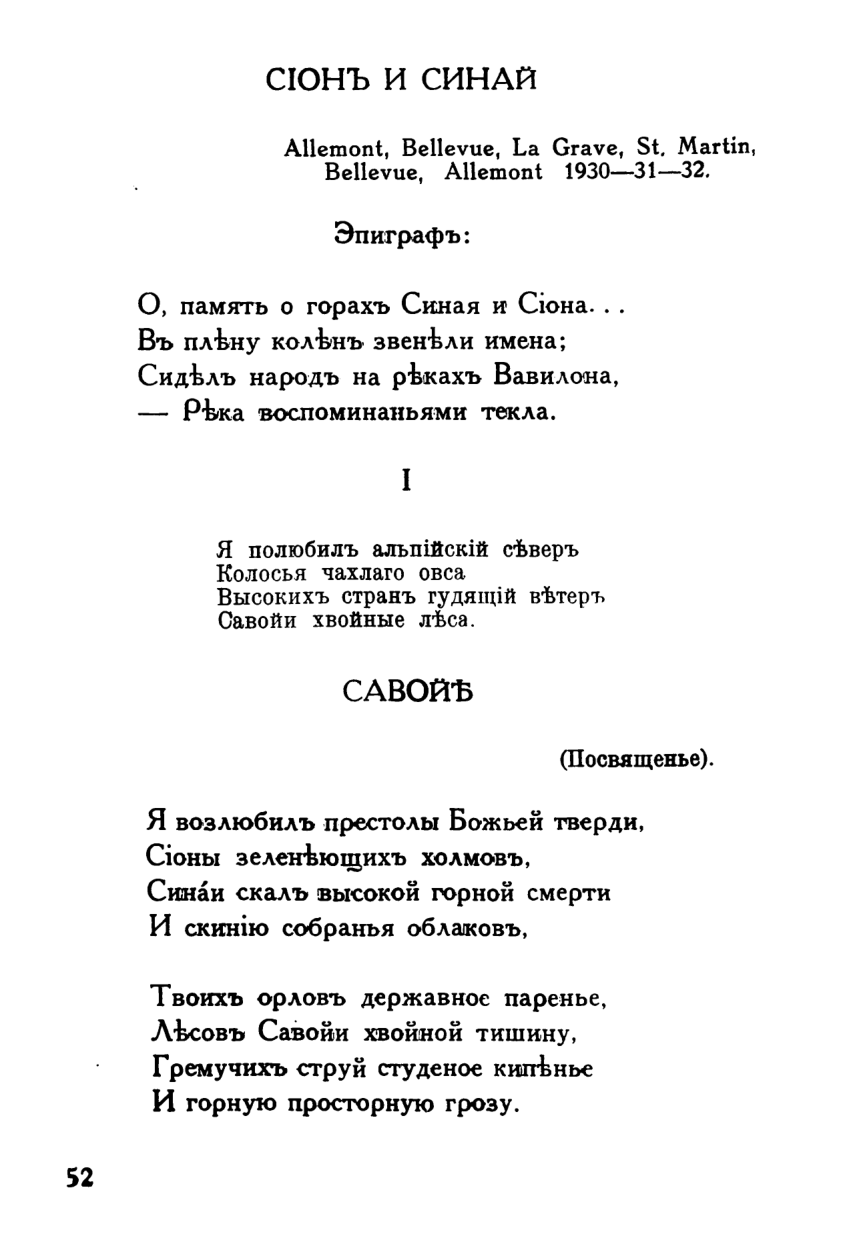 СІОНЪ И СИНАЙ
Allemont, Bellevue, La Grave, St. Martin,
Bellevue, Allemont 1930—31—32.
Эпиграфъ:
О, память о горахъ Синая и Сіона. . .
Въ плѣну колѣнъ звенѣли имена;
Сидѣлъ народъ на рѣкахъ Вавилона,
— Рѣка воспоминаньями текла.
I
Я полюбилъ альпійскій сѣверъ
Колосья чахлаго овса
Высокихъ странъ гудящій вѣтеръ
Савойи хвойные лѣса.
САВОЙѢ
(Посвященье).
Я возлюбилъ престолы Божьей тверди,
Сіоны зеленѣющихъ холмовъ,
Сина́и скалъ высокой горной смерти
И скинію собранья облаковъ,
Твоихъ орловъ державное паренье,
Лѣсовъ Савойи хвойной тишину,
Гремучихъ струй студеное кипѣнье
И горную просторную грозу.
52